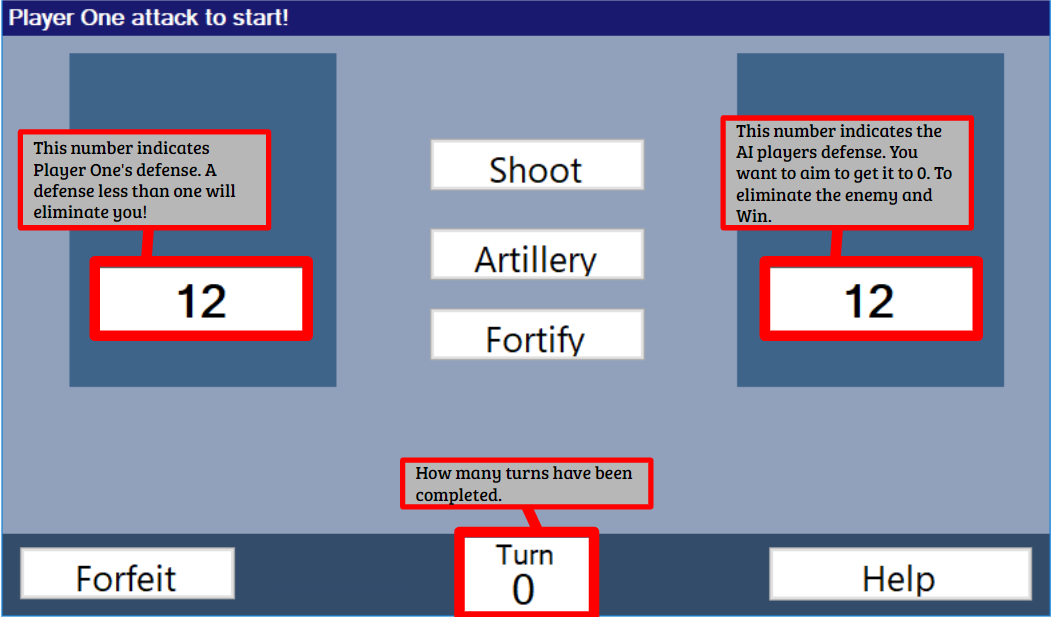 Player One attack to start!
This number indicates
Player One's defense. A
defense less than one will
eliminate you!
12
Shoot
Artillery
Fortify
This number indicates the
AI players defense. You
want to aim to get it to 0. To
eliminate the enemy and
Win.
12
How many turns have been
completed.
Forfeit
Turn
0
Help